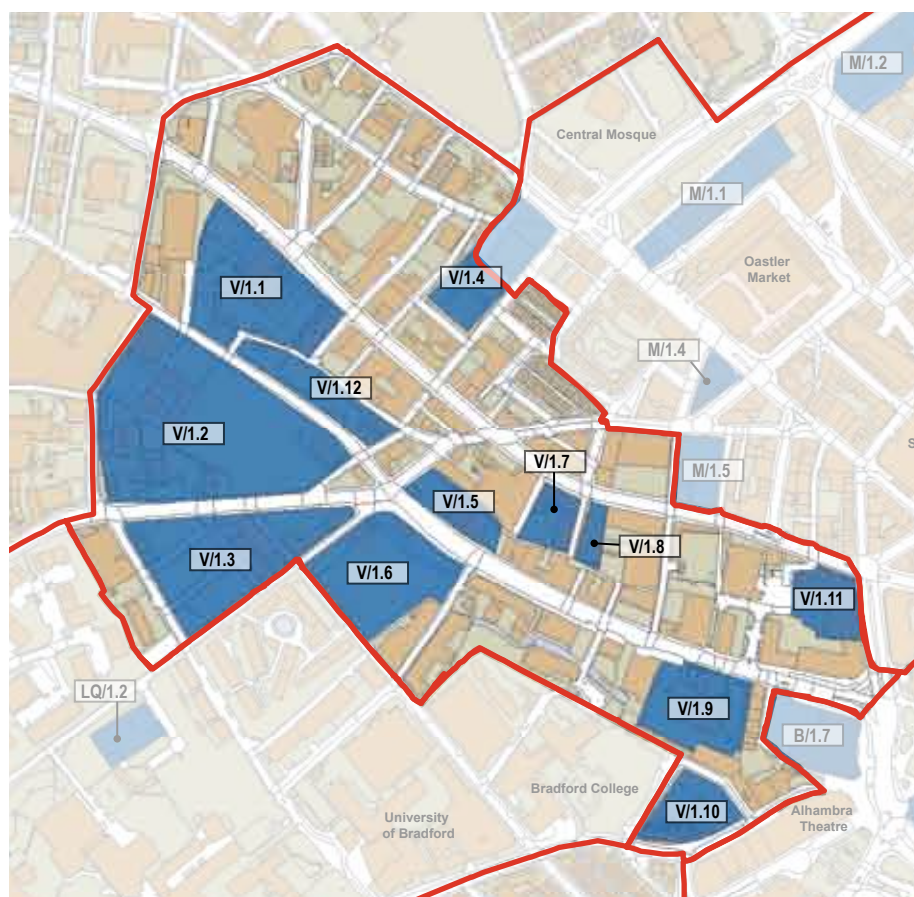 M/1.2
Central Mosque
M/1.1
Oastler
Market
V/1.1
V/1.4
M/1.4
V/1.12
V/1.2
S
V/1.7
M/1.5
V/1.5
V/1.8
V/1.3
V/1.6
V/1.11
LQ/1.2
V/1.9
B/1.7
Bradford College
V/1.10
Alhambra
Theatre
University
of Bradford